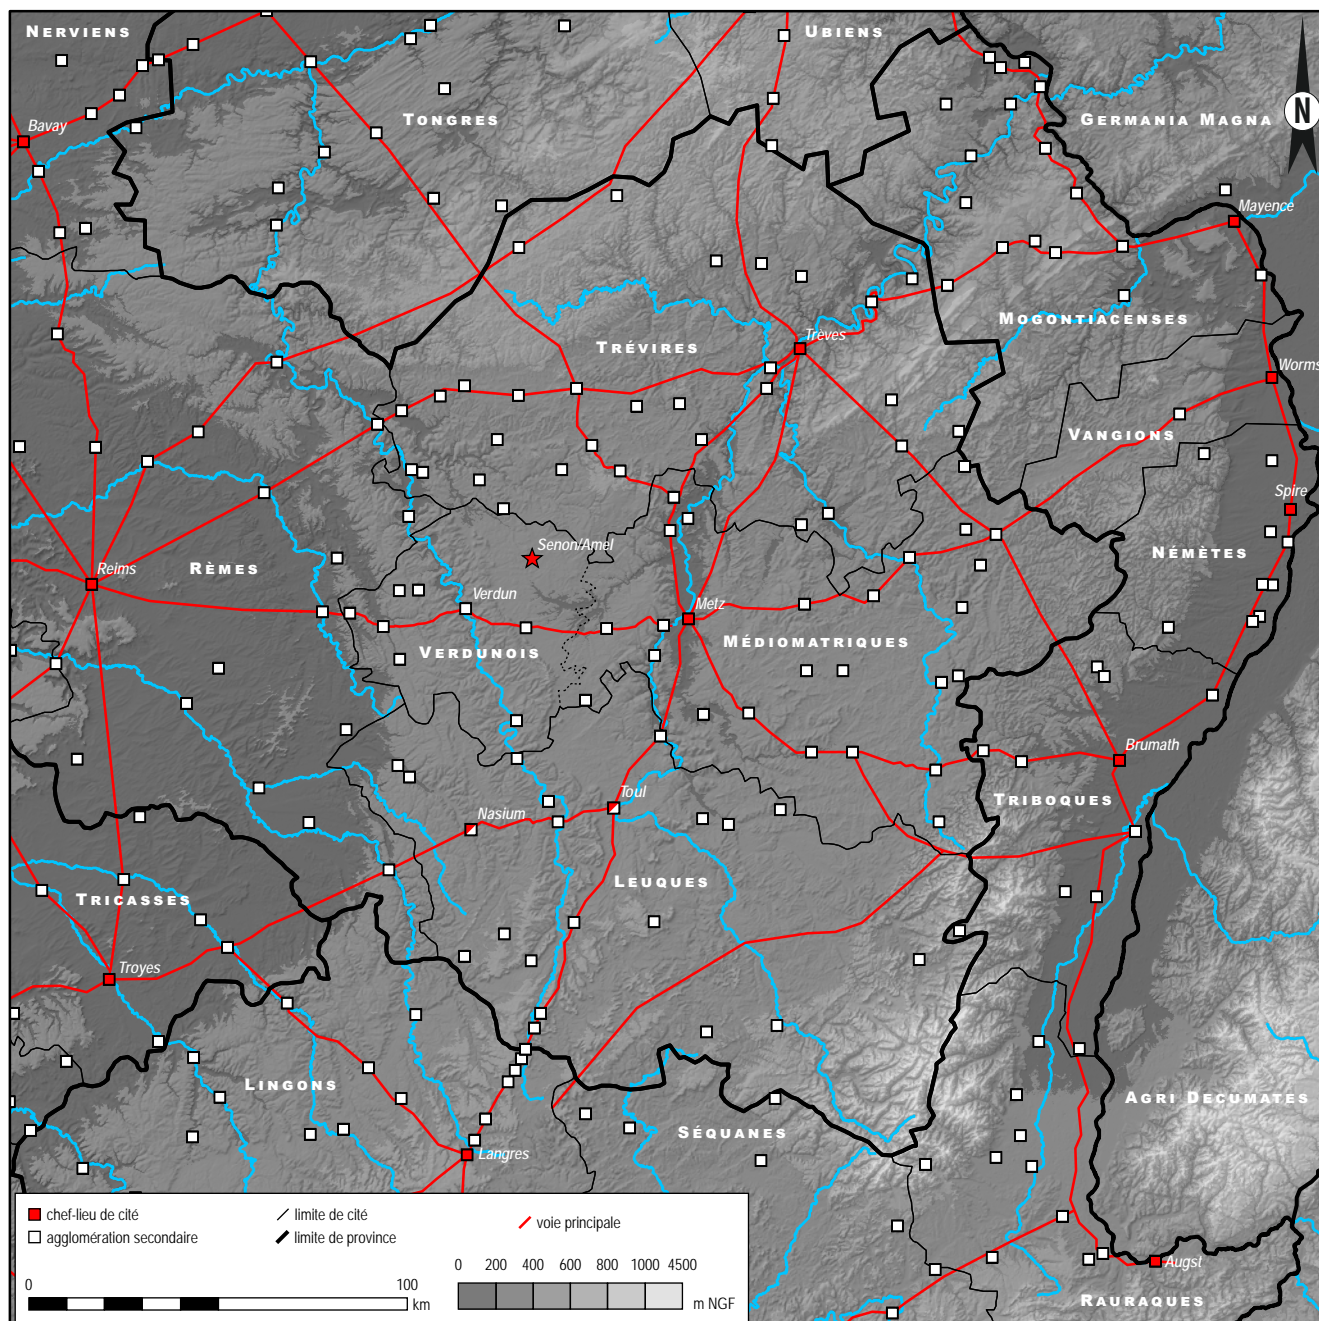 NERVIENS
UBIENS
TONGRES
GERMANIA MAGNA
N
Bavay
Mayence
MOGONTIACENSES
TRÉVIRES
Trèves
Worms
VANGIONS
Spire
Senon/Amel
NÉMÈTES
Reims
RÈMES
Verdun
Metz
VERDUNOIS
MÉDIOMATRIQUES
Brumath
Toul
Nasium
TRIBOQUES
LEUQUES
TRICASSES
Troyes
LINGONS
AGRI DECUMATES
SÉQUANES
Langres
Augst
RAURAQUES
chef-lieu de cité
limite de cité
voie principale
agglomération secondaire
limite de province
0 100
km
0 200 400 600 800 1000 4500
m NGF